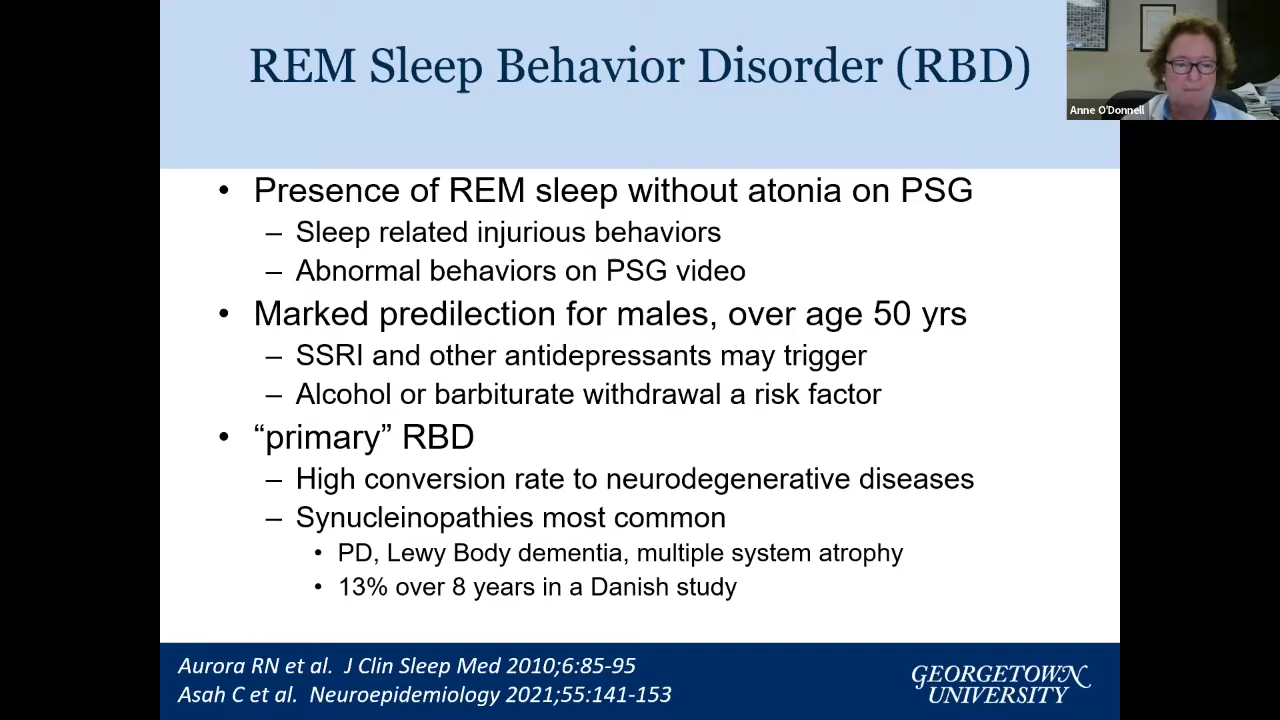 REM Sleep Behavior Disorder (RBD)
Anne O'Donnell
• Presence of REM sleep without atonia on PSG
– Sleep related injurious behaviors
– Abnormal behaviors on PSG video
• Marked predilection for males, over age 50 yrs
– SSRI and other antidepressants may trigger
– Alcohol or barbiturate withdrawal a risk factor
• “primary” RBD
– High conversion rate to neurodegenerative diseases
– Synucleinopathies most common
• PD, Lewy Body dementia, multiple system atrophy
• 13% over 8 years in a Danish study
Aurora RN et al. J Clin Sleep Med 2010;6:85-95
Asah C et al. Neuroepidemiology 2021;55:141-153
GEORGETOWN
UNIVERSITY